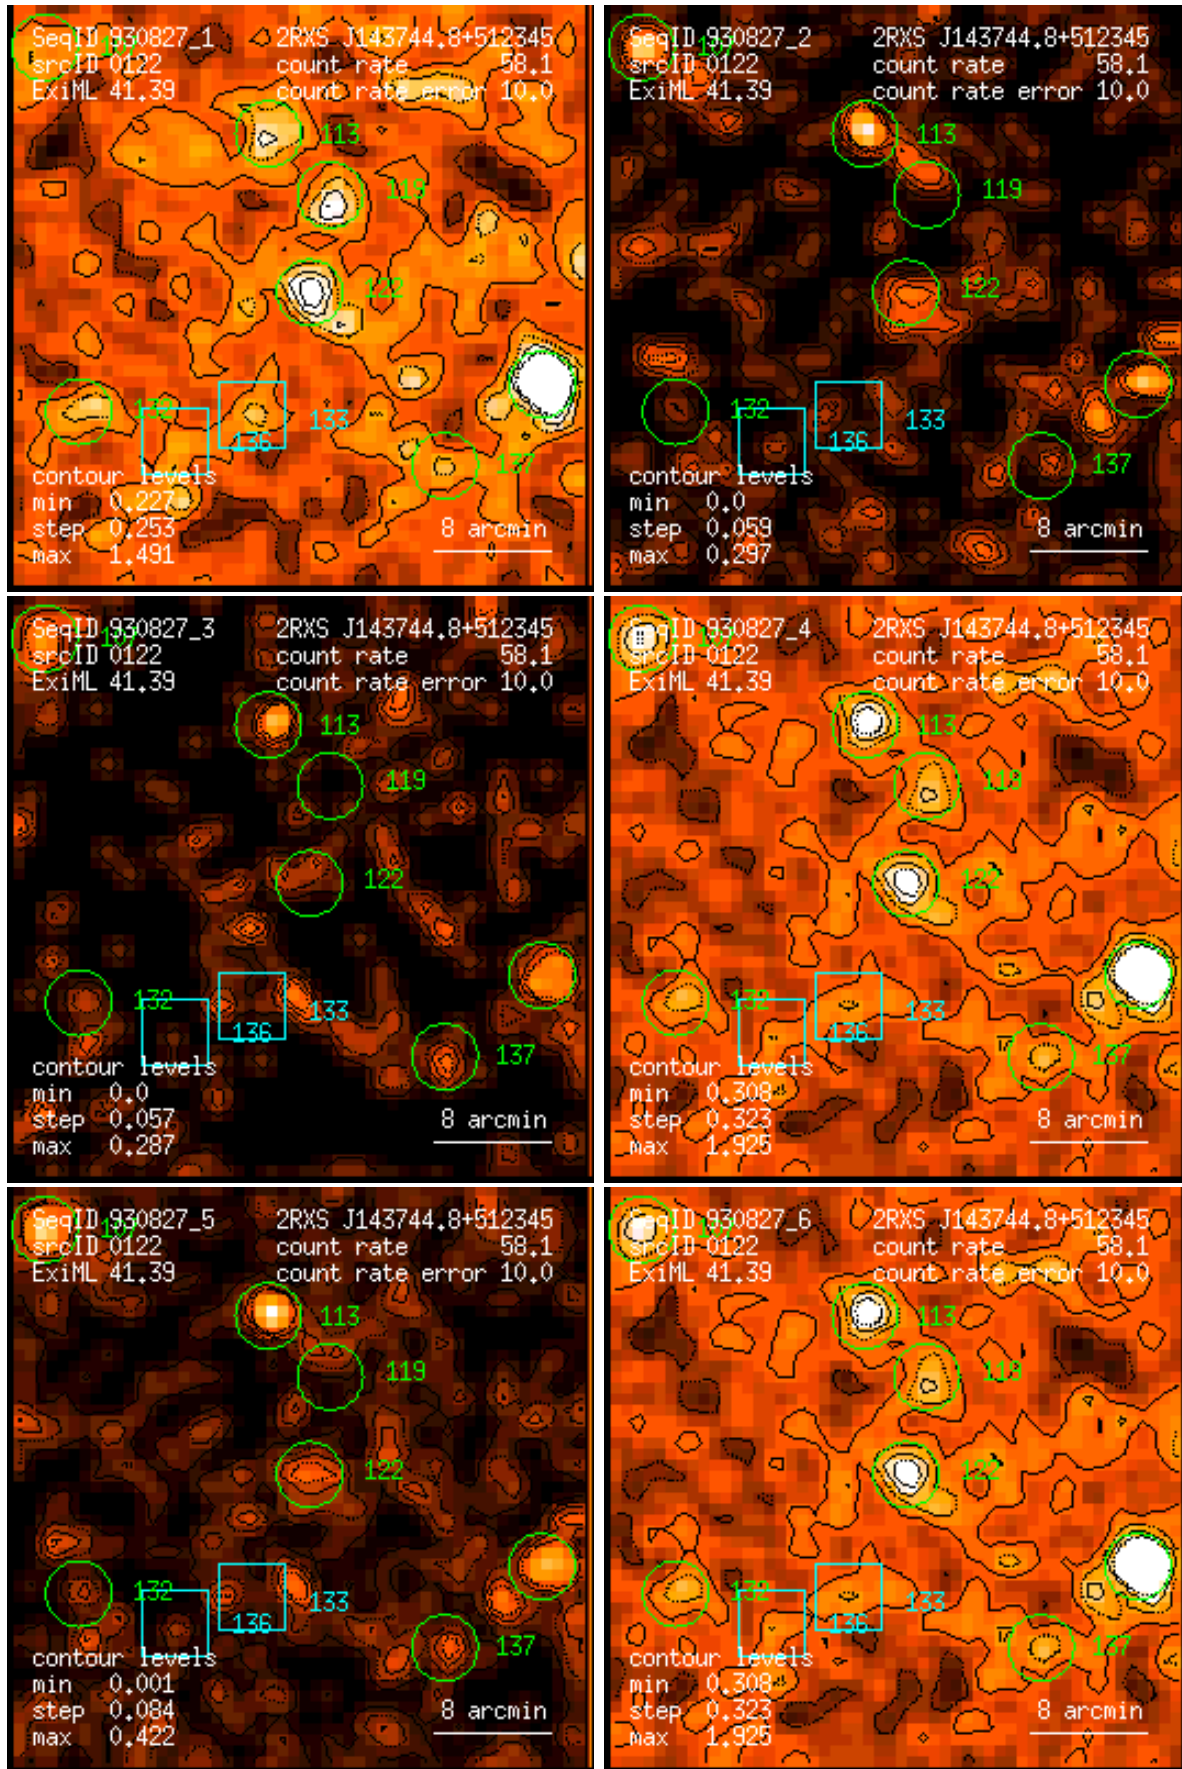 SeqID 930827_1 2RXS J143744.8+512345
srcID 0122 count rate 58.1
ExiML 41.39 count rate error 10.0
113
119
122
132
133
136
137
contour levels
min 0.227
step 0.253 8 arcmin
max 1.491
SeqID 930827_2 2RXS J143744.8+512345
srcID 0122 count rate 58.1
ExiML 41.39 count rate error 10.0
113
119
122
132
133
136
137
contour levels
min 0.0
step 0.059 8 arcmin
max 0.297
SeqID 930827_3 2RXS J143744.8+512345
srcID 0122 count rate 58.1
ExiML 41.39 count rate error 10.0
113
119
122
132
133
136
137
contour levels
min 0.0
step 0.057 8 arcmin
max 0.287
SeqID 930827_4 2RXS J143744.8+512345
srcID 0122 count rate 58.1
ExiML 41.39 count rate error 10.0
113
119
122
132
133
136
137
contour levels
min 0.308
step 0.323 8 arcmin
max 1.925
SeqID 930827_5 2RXS J143744.8+512345
srcID 0122 count rate 58.1
ExiML 41.39 count rate error 10.0
113
119
122
132
133
136
137
contour levels
min 0.001
step 0.084 8 arcmin
max 0.422
SeqID 930827_6 2RXS J143744.8+512345
srcID 0122 count rate 58.1
ExiML 41.39 count rate error 10.0
113
119
122
132
133
136
137
contour levels
min 0.308
step 0.323 8 arcmin
max 1.925